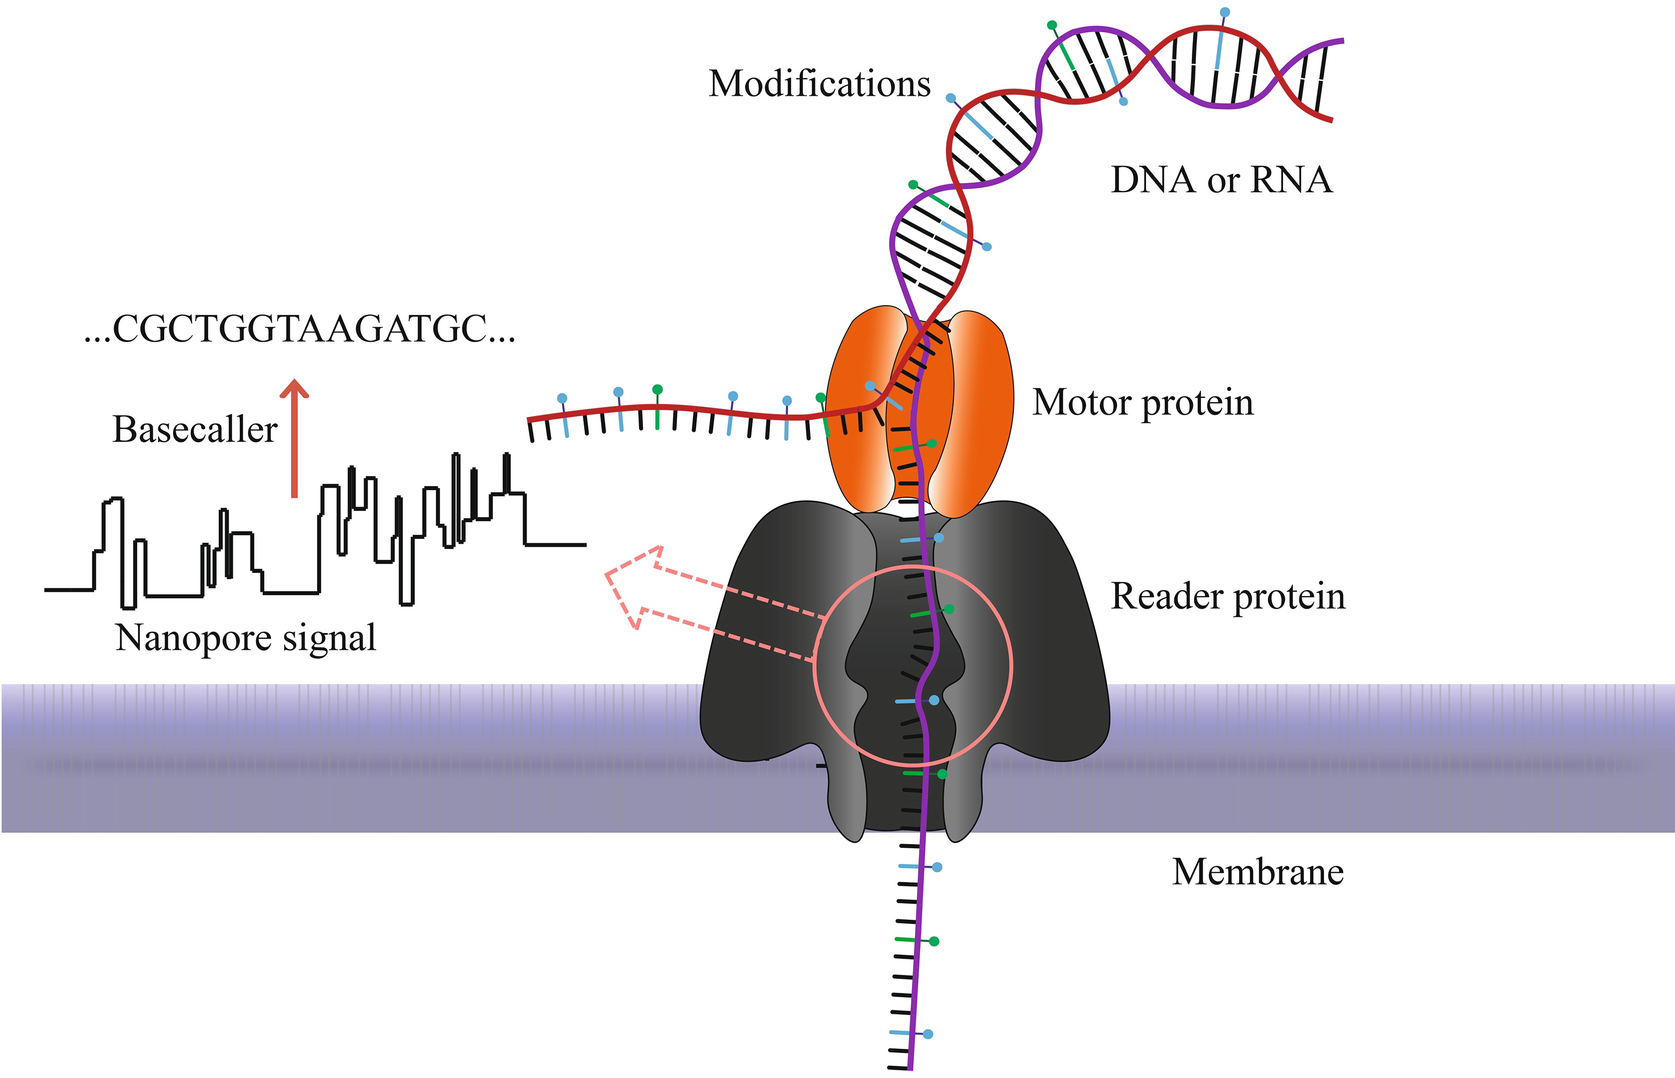 Modifications
DNA or RNA
...CGCTGGTAAGATGC...
Basecaller
Motor protein
Nanopore signal
Reader protein
Membrane